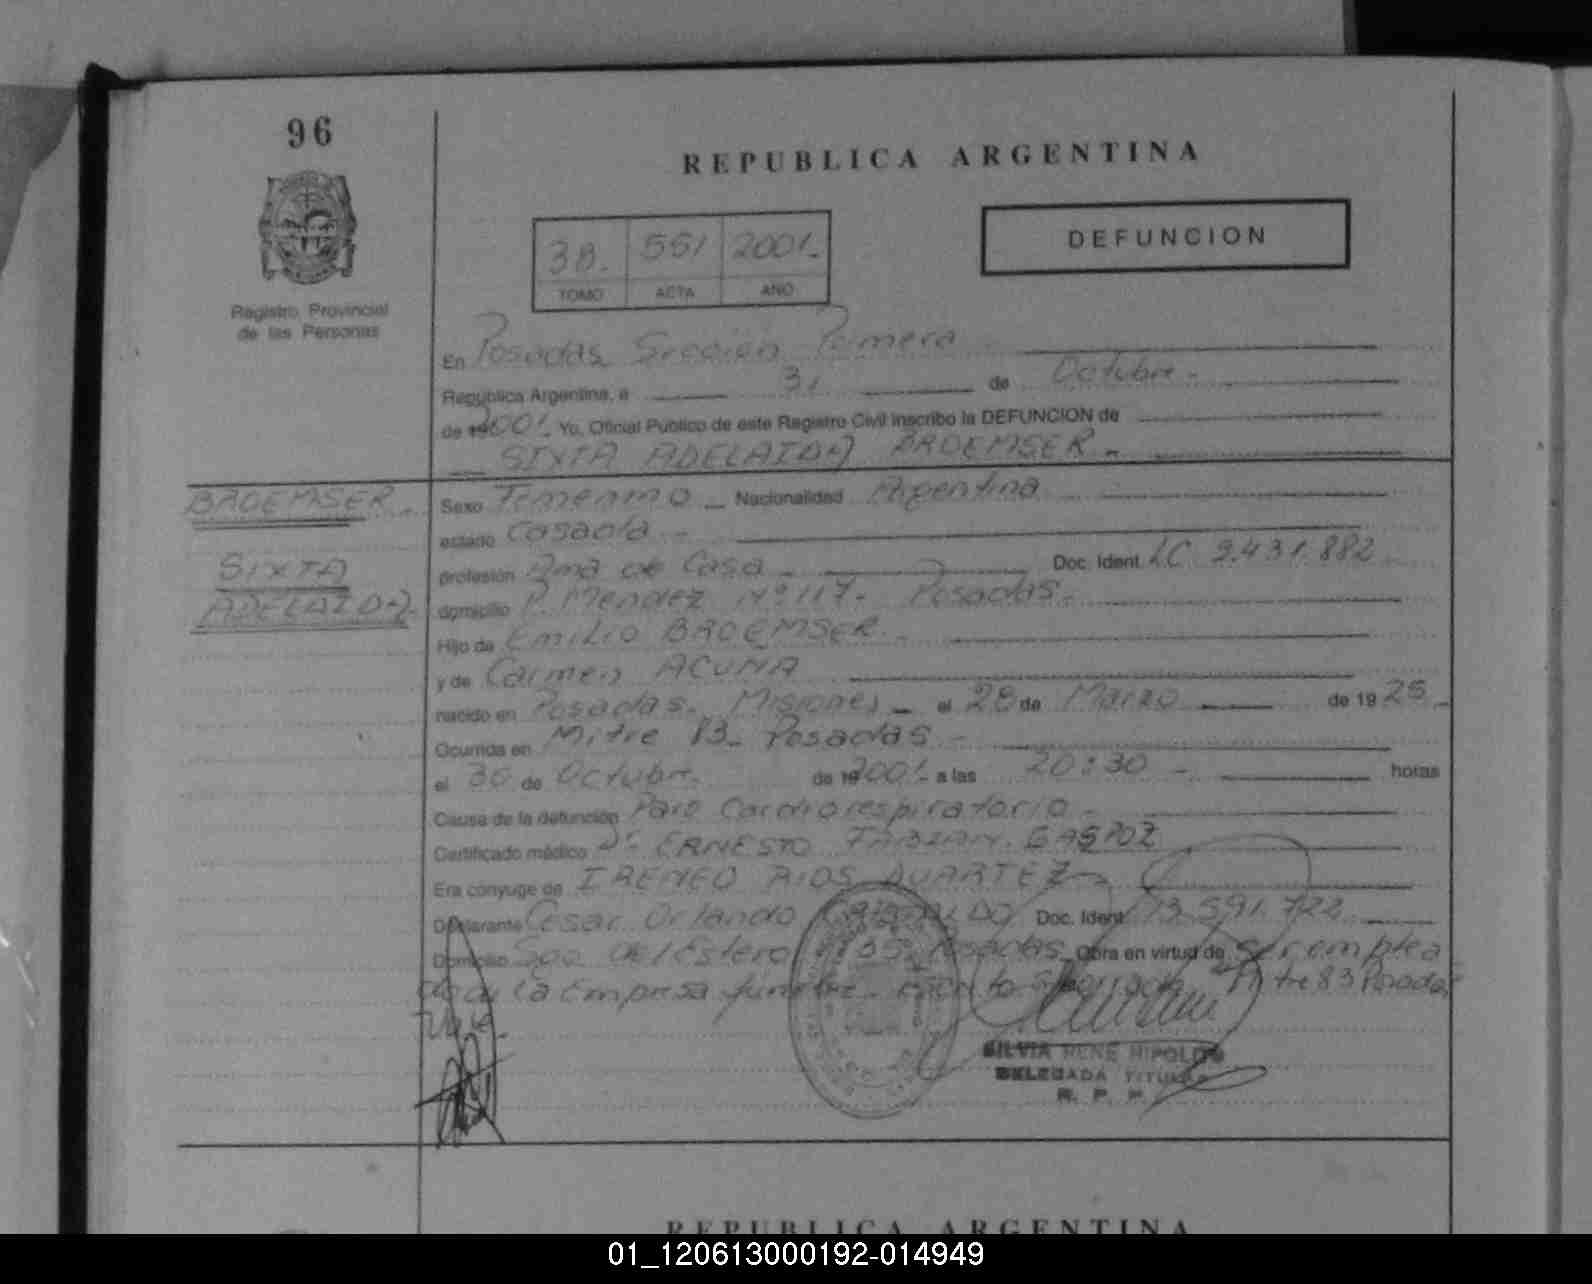 96
REPUBLICA ARGENTINA
Registro Provincial
de las Personas
38. 551 2001.-
TOMO ACTA AÑO
DEFUNCION
En Posadas Sección Primera
República Argentina, a 31 de Octubre.-
de 2001. Yo, Oficial Público de este Registro Civil inscribo la DEFUNCION de
SIXTA ADELAIDA BROEMSER.-
BROEMSER.-
SIXTA
ADELAIDA.
Sexo Femenino Nacionalidad Argentina
estado Casada.-
profesión Ama de Casa Doc. Ident. LC 2.431.882
domicilio P. Mendez Nº 117. Posadas.-
Hijo de Emilio BROEMSER.
y de Carmen ACUÑA
nacido en Posadas. Misiones el 28 de Marzo de 1925.-
Ocurrida en Mitre 83- Posadas-
el 30 de Octubre. de 2001.- a las 20:30 - horas
Causa de la defunción Paro Cardiorespiratorio.-
Certificado médico Dr. ERNESTO FABIAN
Era cónyuge de IRENEO RIOS DUARTEZ
Declarante Cesar Orlando Doc. Ident. 13.591.722
Domicilio Sgo Del Estero Posadas Obra en virtud de ser emplea
do de la Empresa Mitre 83 Posadas
SILVIA RENE HIPOLITO
DELEGADA TITULAR
R. P. P.
REPUBLICA ARGENTINA
01_120613000192-014949